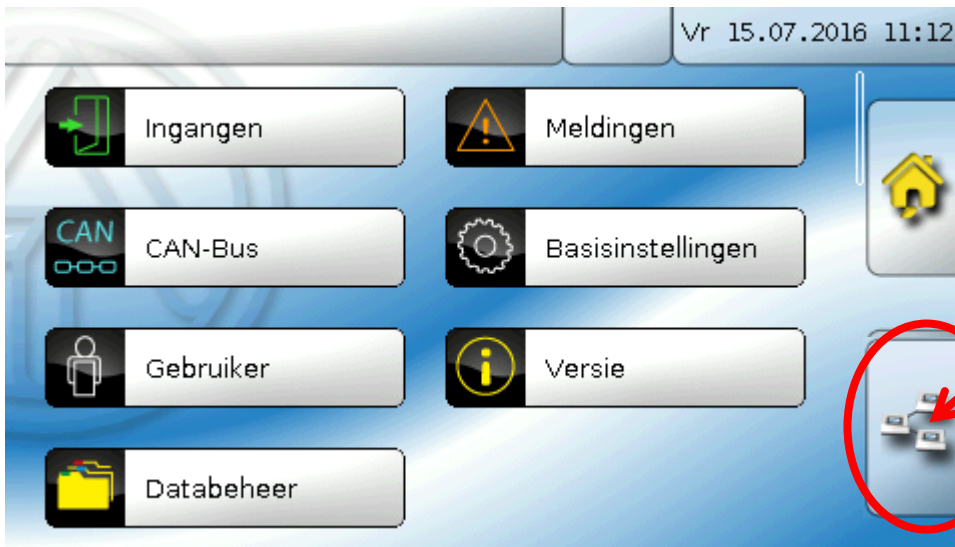 Vr 15.07.2016 11:12
Ingangen
Meldingen
CAN
CAN-Bus
Basisinstellingen
Gebruiker
Versie
Databeheer